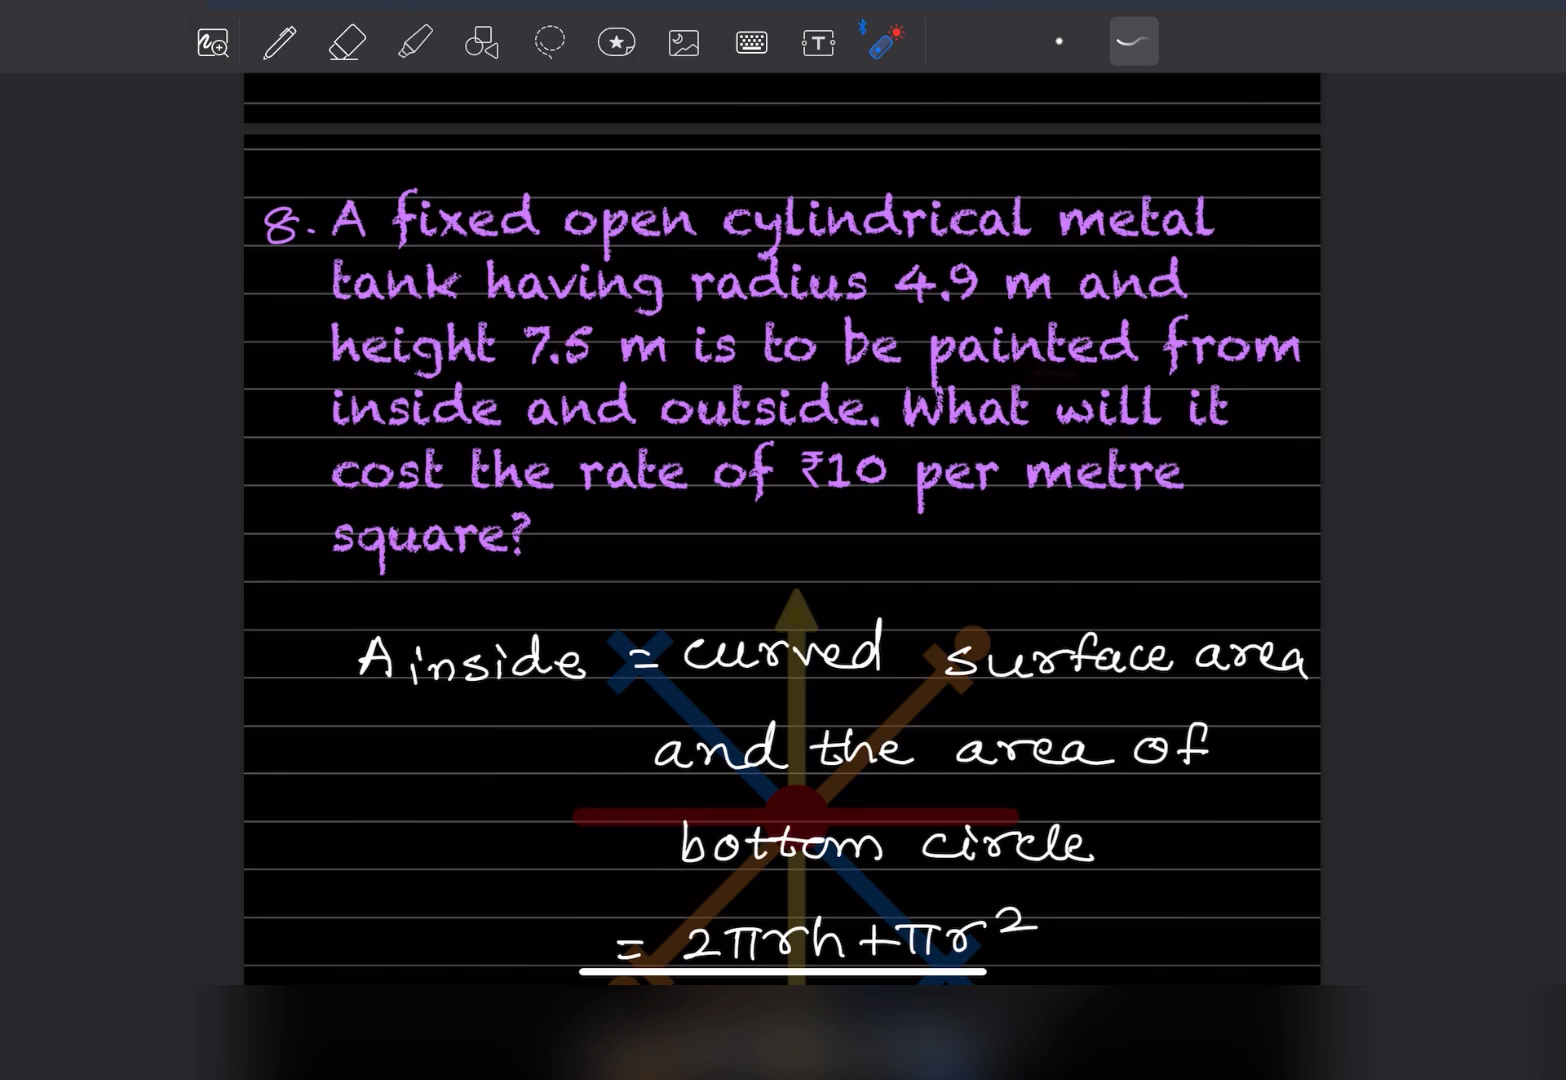 8. A fixed open cylindrical metal
tank having radius 4.9 m and
height 7.5 m is to be painted from
inside and outside. What will it
cost the rate of ₹10 per metre
square?
A inside = curved surface area
and the area of
bottom circle
= 2πrh + πr²